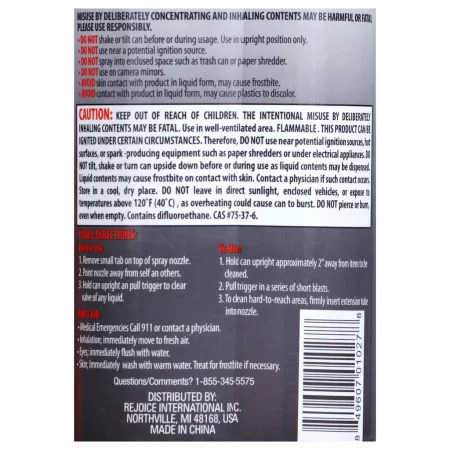 MISUSE BY DELIBERATELY CONCENTRATING AND INHALING CONTENTS MAY BE HARMFUL OR FATAL
PLEASE USE RESPONSIBLY.
• DO NOT shake or tilt can before or during usage. Use in upright position only.
• DO NOT use near a potential ignition source.
• DO NOT spray into enclosed space such as trash can or paper shredder.
• DO NOT use on camera mirrors.
• AVOID skin contact with product in liquid form, may cause frostbite.
• AVOID contact with product in liquid form, may cause plastics to discolor.
CAUTION: KEEP OUT OF REACH OF CHILDREN. THE INTENTIONAL MISUSE BY DELIBERATELY
INHALING CONTENTS MAY BE FATAL. Use in well-ventilated area. FLAMMABLE. THIS PRODUCT CAN BE
IGNITED UNDER CERTAIN CIRCUMSTANCES. Therefore, DO NOT use near potential ignition sources, hot
surfaces, or spark-producing equipment such as paper shredders or under electrical appliances. DO
NOT tilt, shake or turn can upside down before or during use as liquid contents may be dispensed.
Liquid contents may cause frostbite on contact with skin. Contact a physician if such contact occurs.
Store in a cool, dry place. DO NOT leave in direct sunlight, enclosed vehicles, or expose to
temperatures above 120°F (40°C), as overheating could cause can to burst. DO NOT pierce or burn,
even when empty. Contains difluoroethane. CAS #75-37-6.
USAGE DIRECTIONS:
Before Use:
1. Remove small tab on top of spray nozzle.
2. Point nozzle away from self an others.
3. Hold can upright an pull trigger to clear
valve of any liquid.
To Use:
1. Hold can upright approximately 2" away from item to be
cleaned.
2. Pull trigger in a series of short blasts.
3. To clean hard-to-reach areas, firmly insert extension tube
into nozzle.
FIRST AID:
• Medical Emergencies Call 911 or contact a physician.
• Inhalation; immediately move to fresh air.
• Eyes; immediately flush with water.
• Skin; Immediately wash with warm water. Treat for frostbite if necessary.
Questions/Comments? 1-855-345-5575
DISTRIBUTED BY:
REJOICE INTERNATIONAL INC.
NORTHVILLE, MI 48168, USA
MADE IN CHINA
8 49607 01027 8